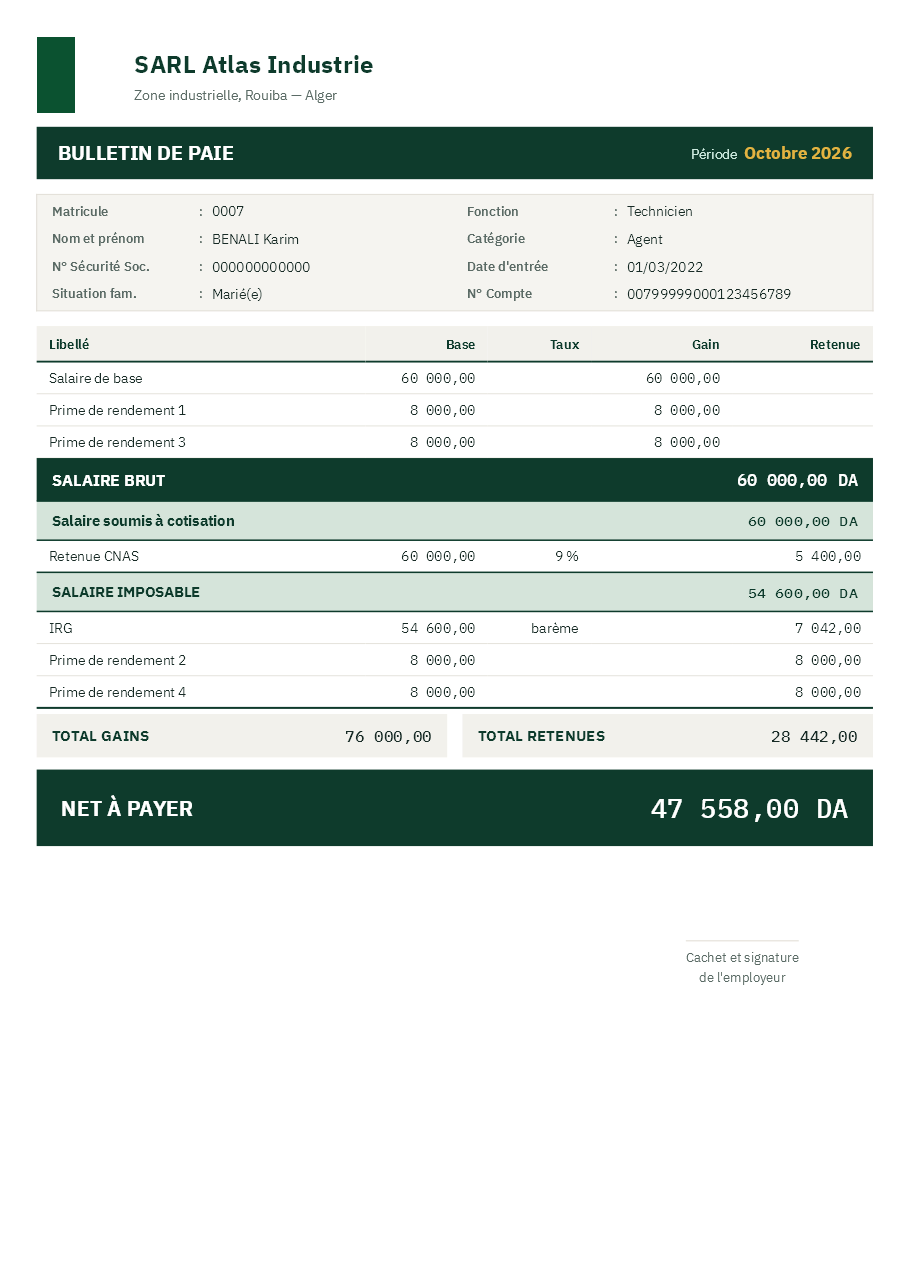 SARL Atlas Industrie
Zone industrielle, Rouiba — Alger
BULLETIN DE PAIE Période Octobre 2026
Matricule : 0007 Fonction : Technicien
Nom et prénom : BENALI Karim Catégorie : Agent
N° Sécurité Soc. : 000000000000 Date d'entrée : 01/03/2022
Situation fam. : Marié(e) N° Compte : 00799999000123456789
Libellé Base Taux Gain Retenue
Salaire de base 60 000,00 60 000,00
Prime de rendement 1 8 000,00 8 000,00
Prime de rendement 3 8 000,00 8 000,00
SALAIRE BRUT 60 000,00 DA
Salaire soumis à cotisation 60 000,00 DA
Retenue CNAS 60 000,00 9 % 5 400,00
SALAIRE IMPOSABLE 54 600,00 DA
IRG 54 600,00 barème 7 042,00
Prime de rendement 2 8 000,00 8 000,00
Prime de rendement 4 8 000,00 8 000,00
TOTAL GAINS 76 000,00 TOTAL RETENUES 28 442,00
NET À PAYER 47 558,00 DA
Cachet et signature
de l'employeur